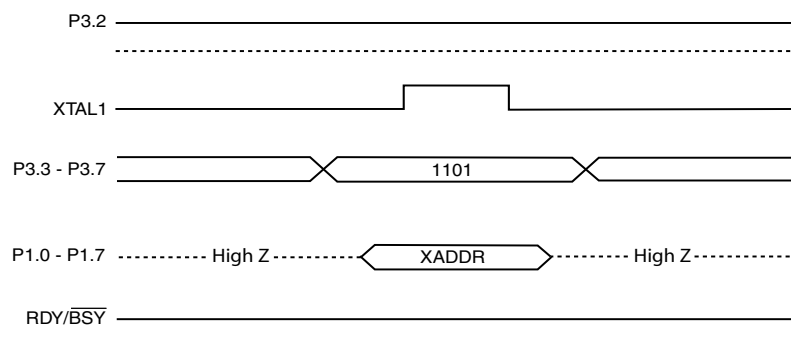 P3.2
XTAL1
P3.3 - P3.7 1101
P1.0 - P1.7 High Z XADDR High Z
RDY/BSY